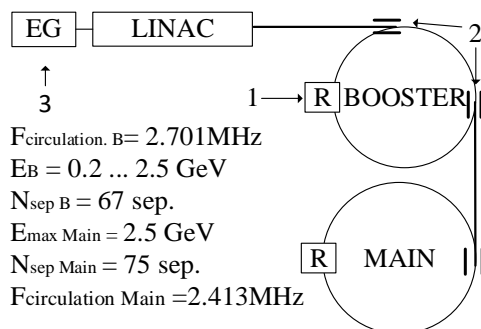 EG LINAC
2
3
1 R BOOSTER
Fcirculation. B= 2.701MHz
EB = 0.2 ... 2.5 GeV
Nsep B = 67 sep.
Emax Main = 2.5 GeV
Nsep Main = 75 sep.
Fcirculation Main =2.413MHz
R MAIN